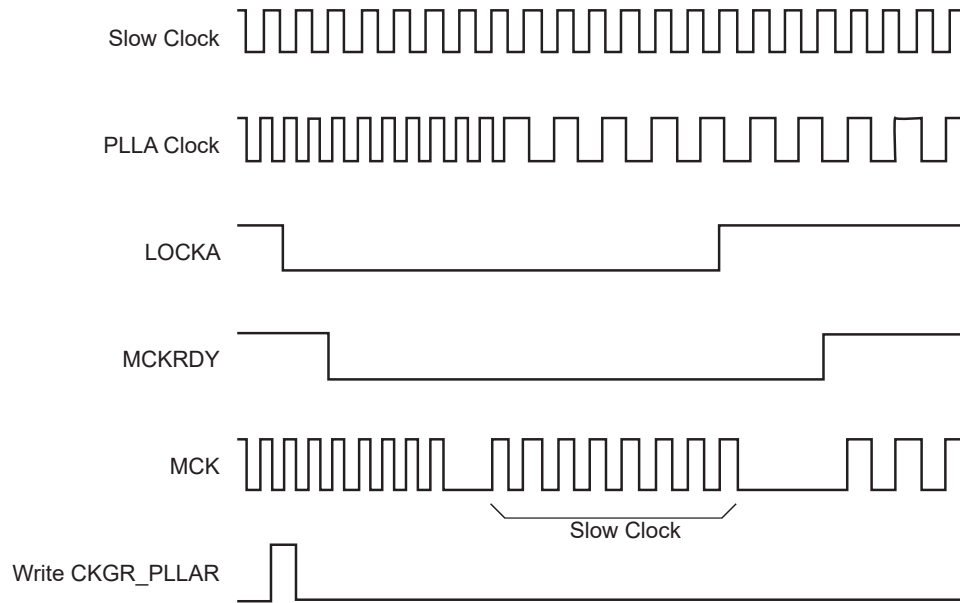 Slow Clock
PLLA Clock
LOCKA
MCKRDY
MCK
Slow Clock
Write CKGR_PLLAR